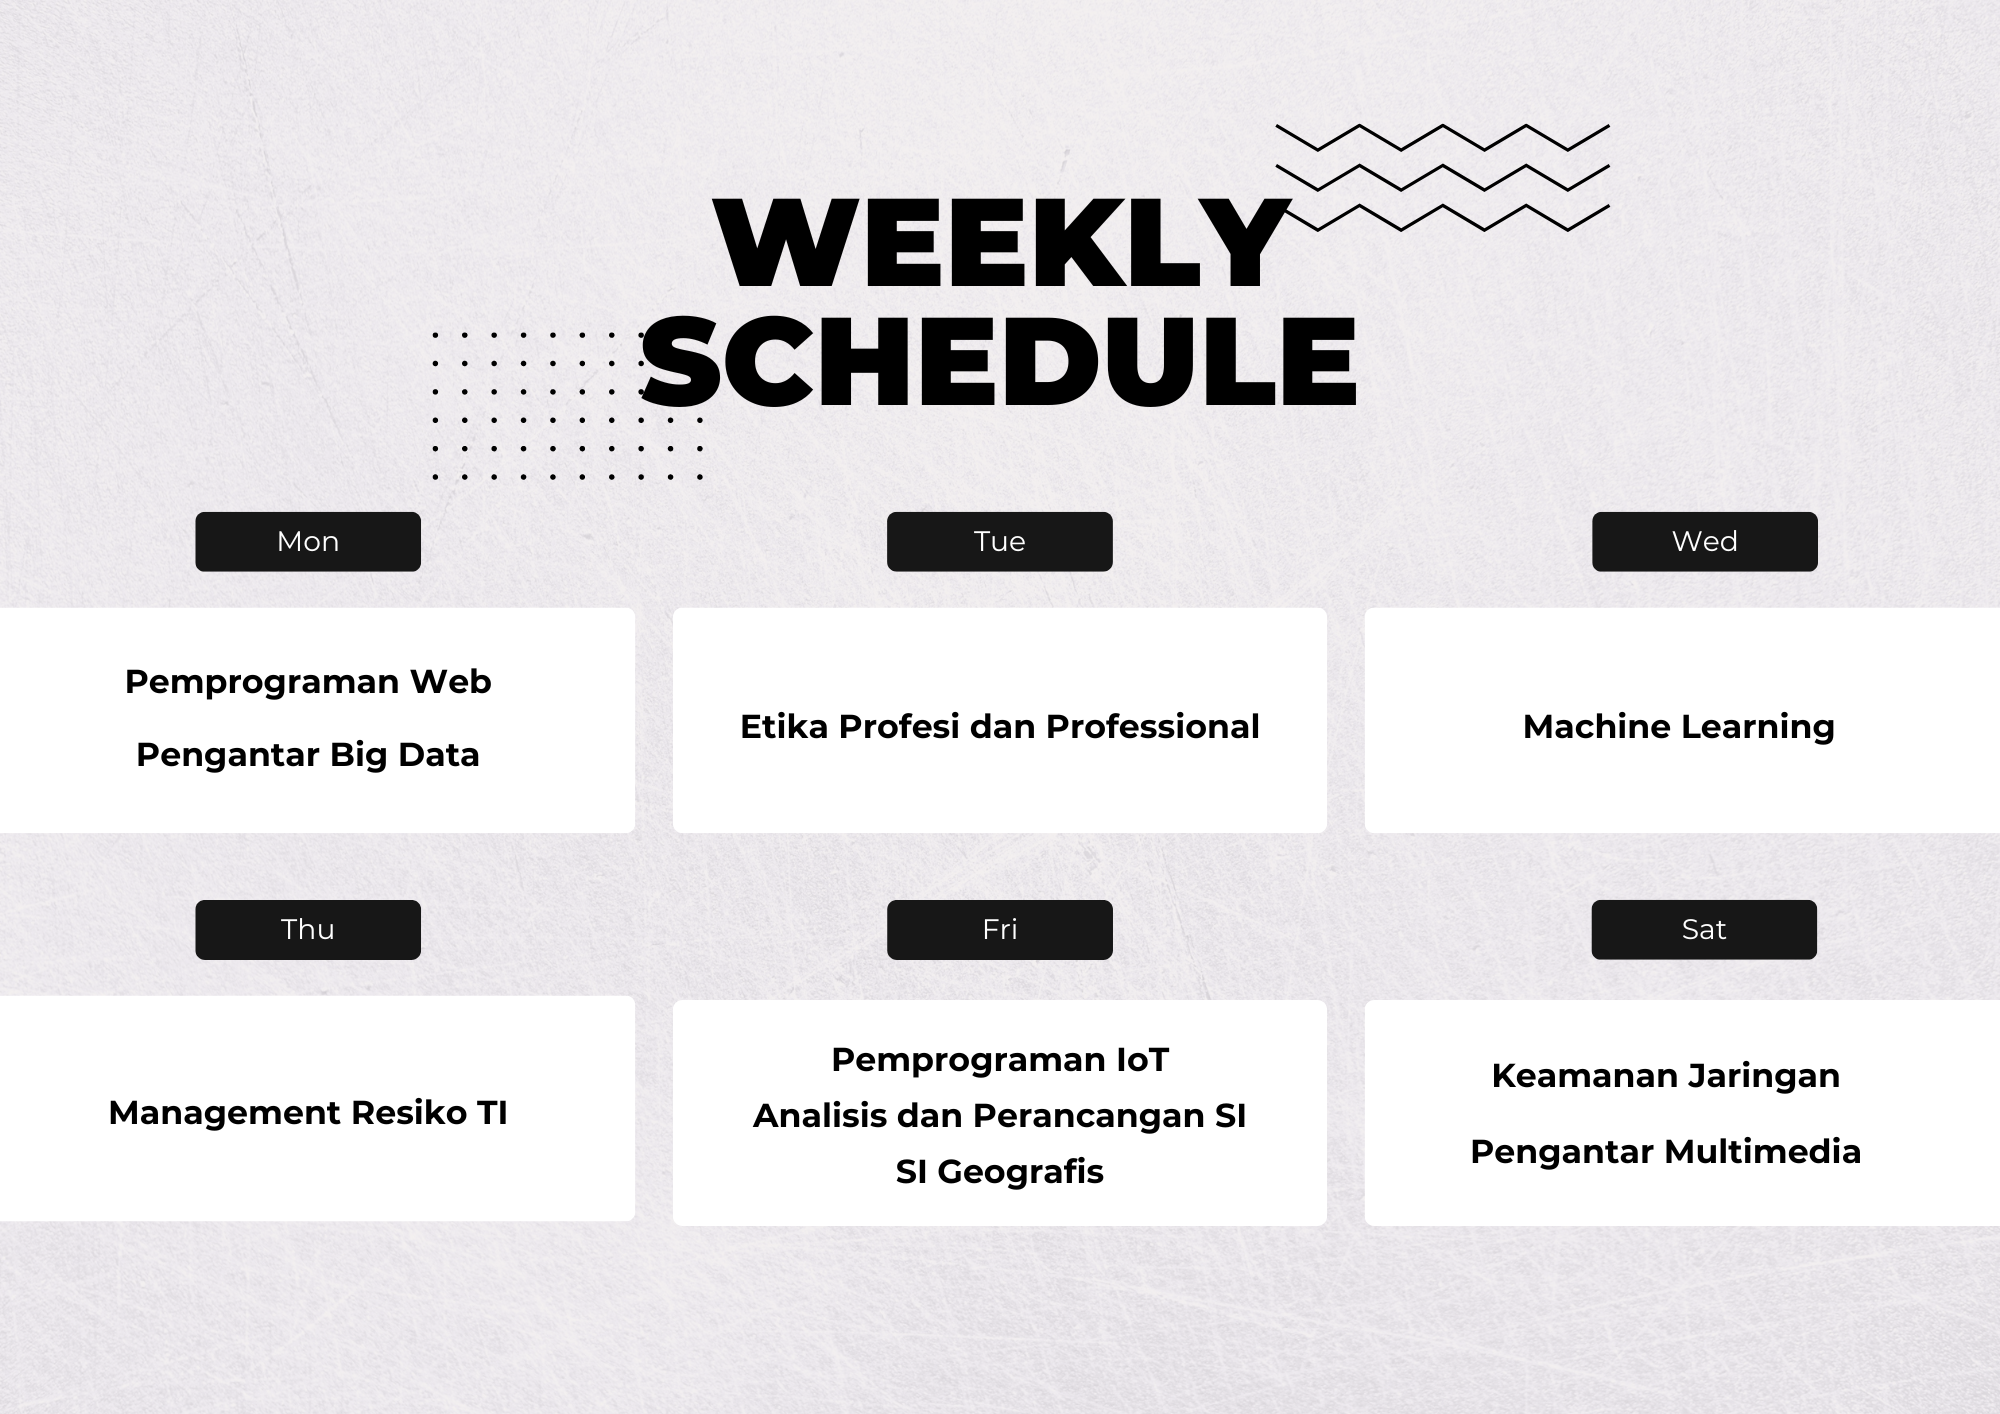 WEEKLY
SCHEDULE
Mon
Pemprograman Web
Pengantar Big Data
Tue
Etika Profesi dan Professional
Wed
Machine Learning
Thu
Management Resiko TI
Fri
Pemprograman IoT
Analisis dan Perancangan SI
SI Geografis
Sat
Keamanan Jaringan
Pengantar Multimedia